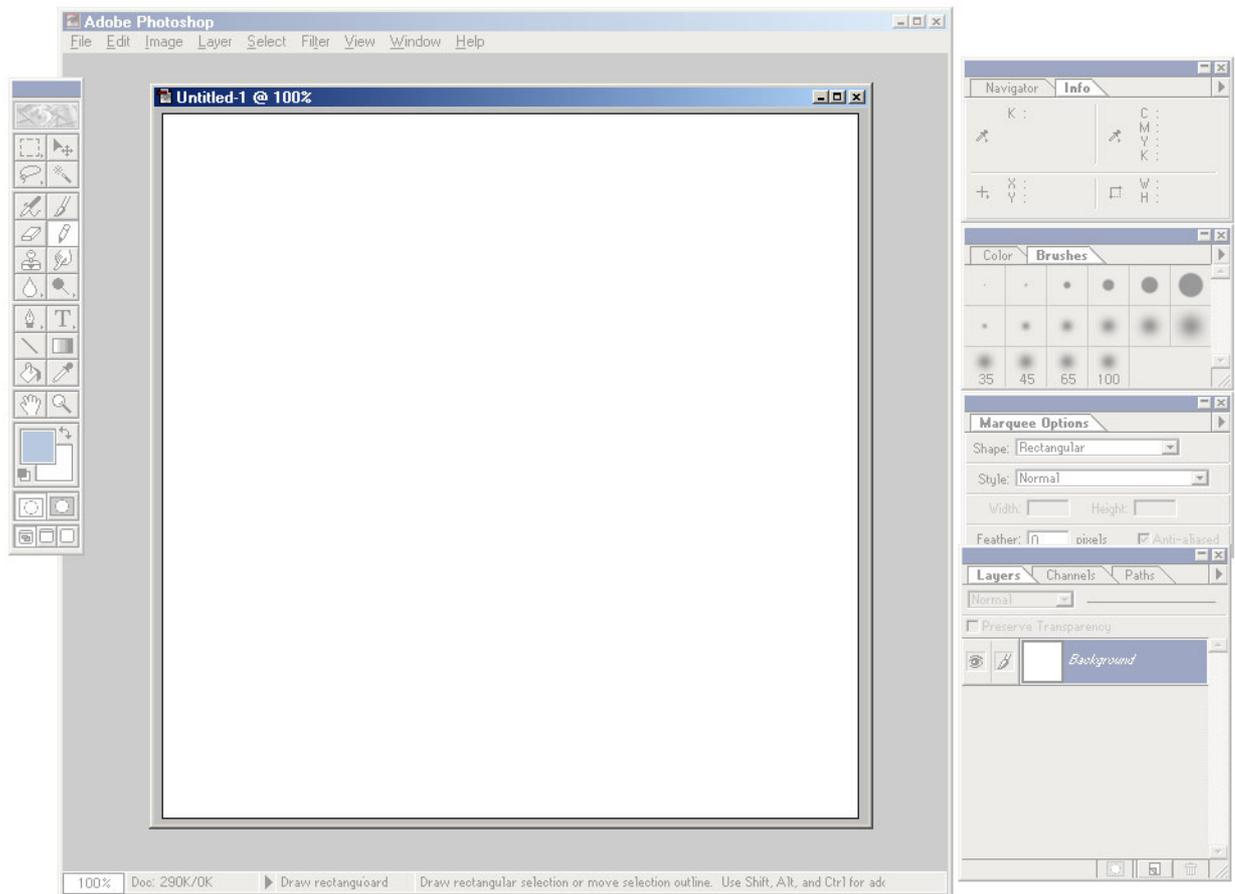 Adobe Photoshop
File Edit Image Layer Select Filter View Window Help
Untitled-1 @ 100%
Navigator Info
K :
C :
M :
Y :
K :
X :
Y :
W :
H :
Color Brushes
35 45 65 100
Marquee Options
Shape: Rectangular
Style: Normal
Width: Height:
Feather: 0 pixels Anti-aliased
Layers Channels Paths
Normal
Preserve Transparency
Background
T
100% Doc: 290K/0K Draw rectanguoard Draw rectangular selection or move selection outline. Use Shift, Alt, and Ctrl for add